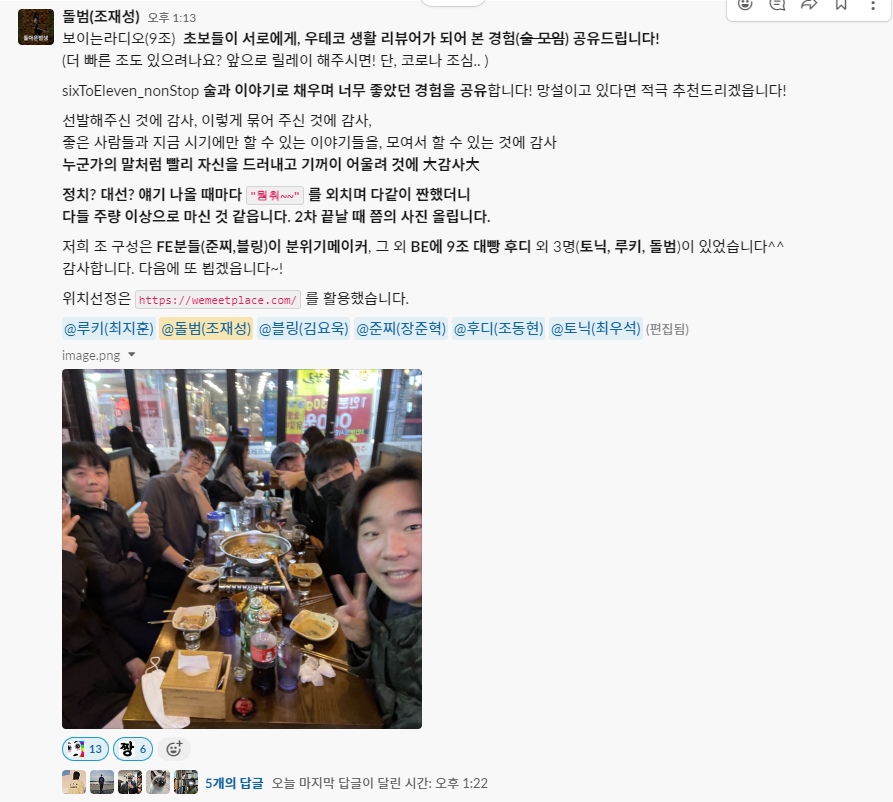 돌범(조재성) 오후 1:13
보이는라디오(9조) 초보들이 서로에게, 우테코 생활 리뷰어가 되어 본 경험(술 모임) 공유드립니다!
(더 빠른 조도 있으려나요? 앞으로 릴레이 해주시면! 단, 코로나 조심.. )
sixToEleven_nonStop 술과 이야기로 채우며 너무 좋았던 경험을 공유합니다! 망설이고 있다면 적극 추천드리겠읍니다!
선발해주신 것에 감사, 이렇게 묶어 주신 것에 감사,
좋은 사람들과 지금 시기에만 할 수 있는 이야기들을, 모여서 할 수 있는 것에 감사
누군가의 말처럼 빨리 자신을 드러내고 기꺼이 어울려 것에 大감사大
정치? 대선? 얘기 나올 때마다 "뭠춰~~" 를 외치며 다같이 짠했더니
다들 주량 이상으로 마신 것 같읍니다. 2차 끝날 때 쯤의 사진 올립니다.
저희 조 구성은 FE분들(준찌,블링)이 분위기메이커, 그 외 BE에 9조 대빵 후디 외 3명(토닉, 루키, 돌범)이 있었습니다^^
감사합니다. 다음에 또 뵙겠읍니다~!
위치선정은 https://wemeetplace.com/ 를 활용했습니다.
@루키(최지훈) @돌범(조재성) @블링(김요욱) @준찌(장준혁) @후디(조동현) @토닉(최우석) (편집됨)
image.png
1인분
13 짱 6
5개의 답글 오늘 마지막 답글이 달린 시간: 오후 1:22